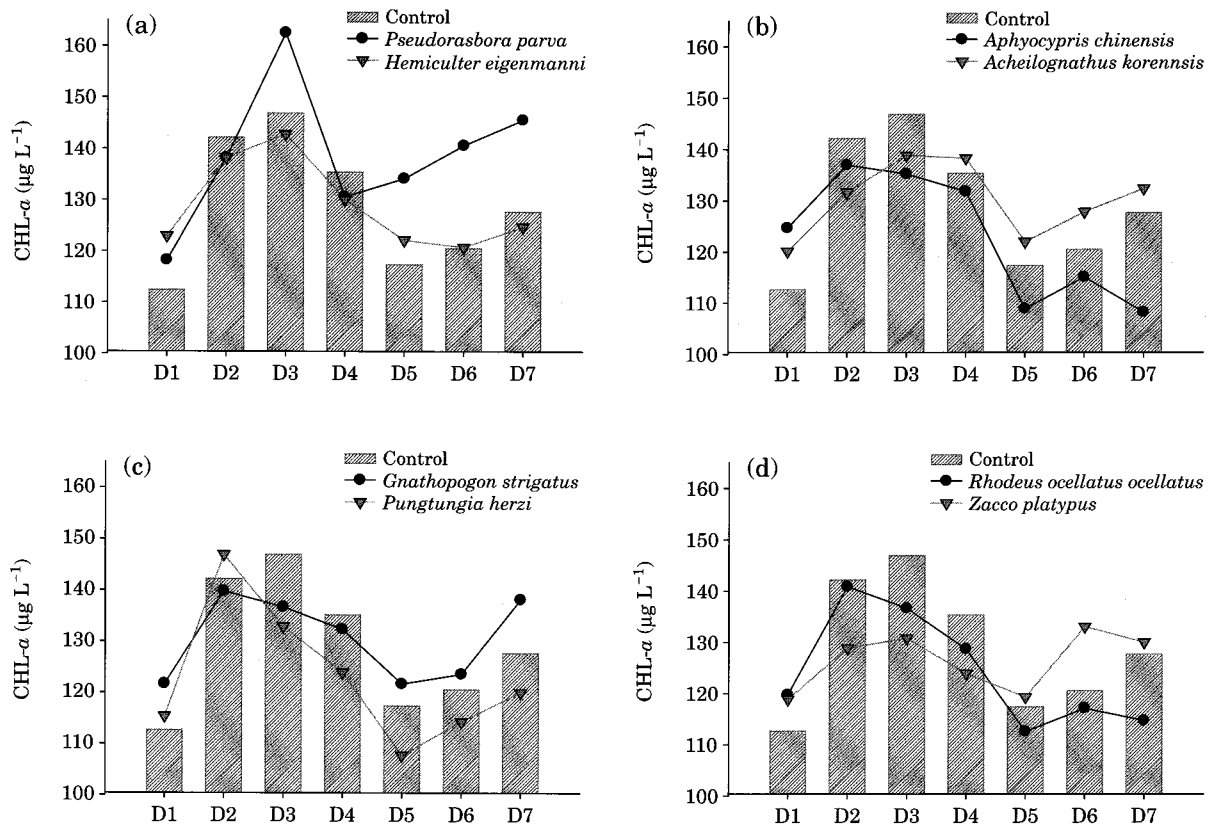 (a)
Control
Pseudorasbora parva
Hemiculter eigenmanni
CHL-a (μg L⁻¹)
160
150
140
130
120
110
100
D1 D2 D3 D4 D5 D6 D7
(b)
Control
Aphyocypris chinensis
Acheilognathus korennsis
CHL-a (μg L⁻¹)
160
150
140
130
120
110
100
D1 D2 D3 D4 D5 D6 D7
(c)
Control
Gnathopogon strigatus
Pungtungia herzi
CHL-a (μg L⁻¹)
160
150
140
130
120
110
100
D1 D2 D3 D4 D5 D6 D7
(d)
Control
Rhodeus ocellatus ocellatus
Zacco platypus
CHL-a (μg L⁻¹)
160
150
140
130
120
110
100
D1 D2 D3 D4 D5 D6 D7